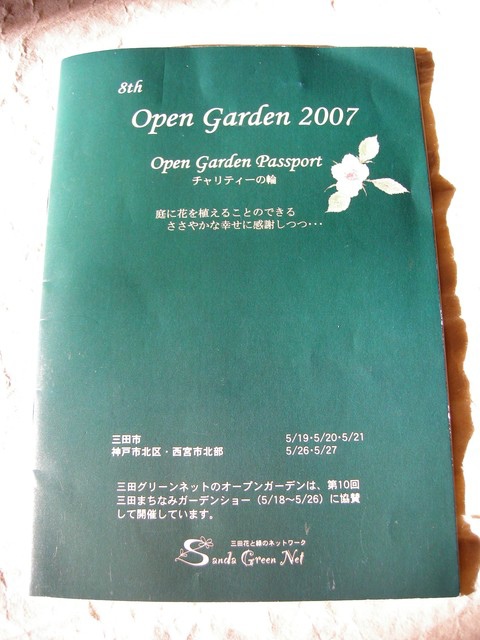 8th
Open Garden 2007
Open Garden Passport
チャリティーの輪
庭に花を植えることのできる
ささやかな幸せに感謝しつつ・・・
三田市 5/19・5/20・5/21
神戸市北区・西宮市北部 5/26・5/27
三田グリーンネットのオープンガーデンは、第10回
三田まちなみガーデンショー（5/18〜5/26）に協賛
して開催しています。
三田花と緑のネットワーク
Sanda Green Net